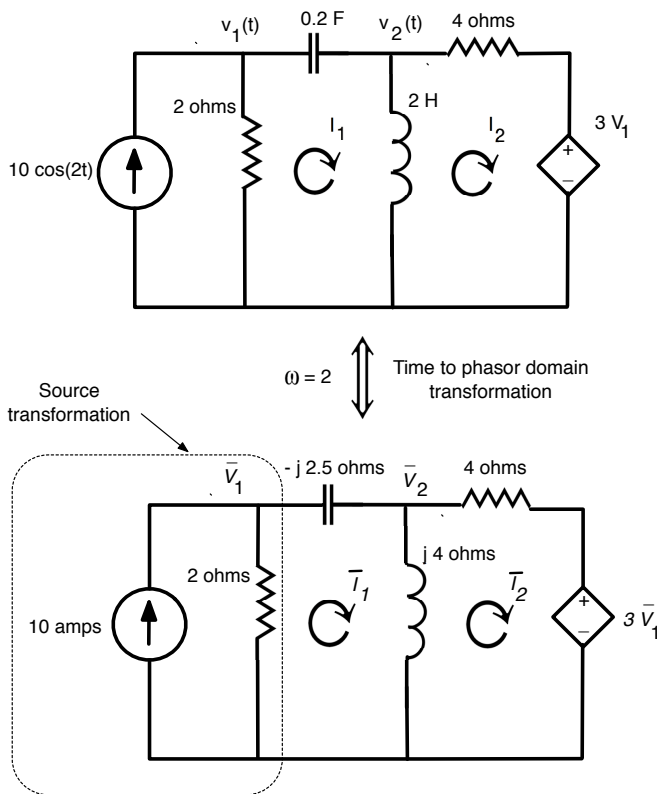 v₁(t) 0.2 F v₂(t) 4 ohms
2 ohms 2 H
I₁ I₂ 3 V₁
+
10 cos(2t)
−
ω = 2 Time to phasor domain
transformation
Source
transformation
V̅₁ - j 2.5 ohms V̅₂ 4 ohms
j 4 ohms
2 ohms I̅₁ I̅₂
+
10 amps 3 V̅₁
−